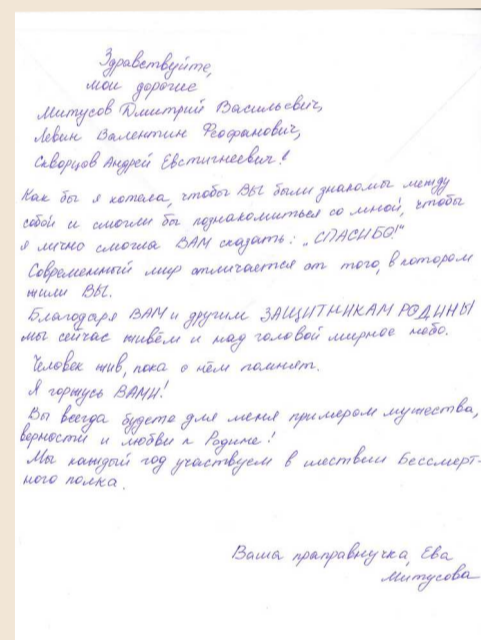 Здравствуйте,
мои дорогие
Митусов Дмитрий Васильевич,
Левин Валентин Феофанович,
Скворцов Андрей Евстигнеевич!
Как бы я хотела, чтобы ВЫ были знакомы между
собой и смогли бы познакомиться со мной, чтобы
я лично смогла ВАМ сказать: „СПАСИБО!"
Современный мир отличается от того, в котором
жили ВЫ.
Благодаря ВАМ и другим ЗАЩИТНИКАМ РОДИНЫ
мы сейчас живём и над головой мирное небо.
Человек жив, пока о нём помнят.
Я горжусь ВАМИ!
Вы всегда будете для меня примером мужества,
верности и любви к Родине!
Мы каждый год участвуем в шествии Бессмерт-
ного полка.
Ваша праправнучка, Ева
Митусова